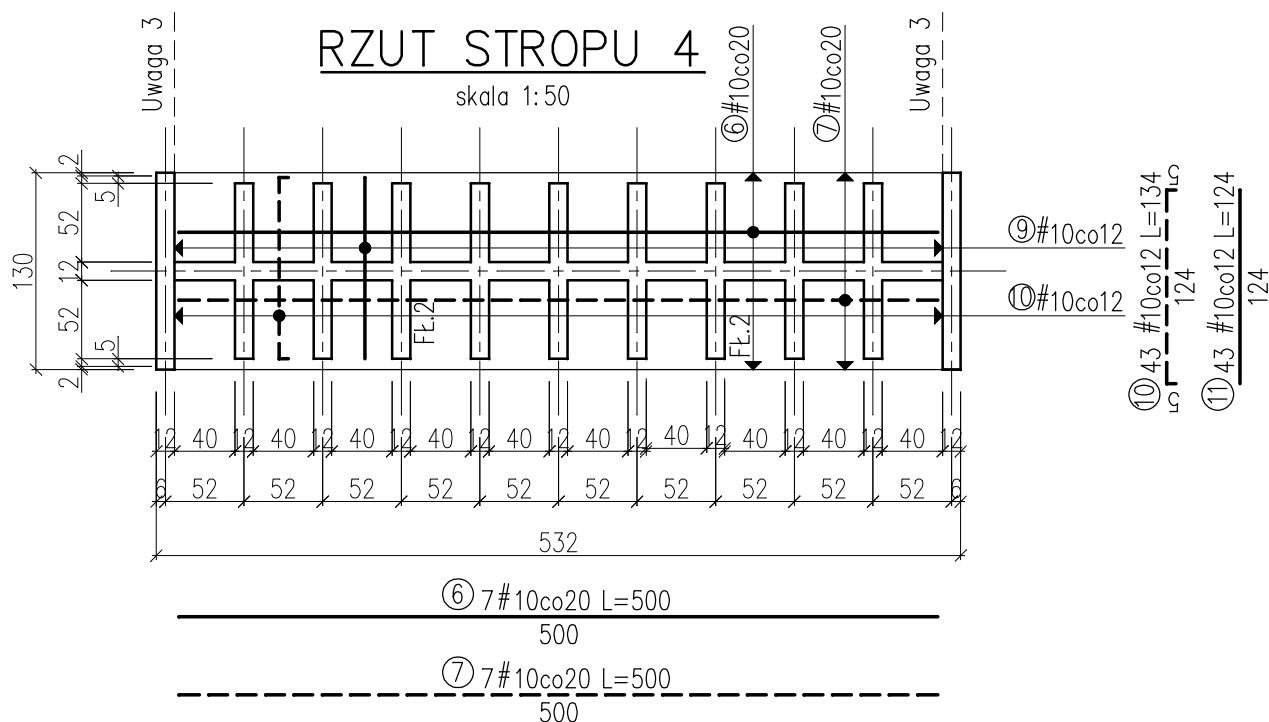 RZUT STROPU 4
skala 1:50
Uwaga 3
Uwaga 3
6 #10co20
7 #10co20
9 #10co12
10 #10co12
10 43 #10co12 L=134
124
5
5
11 43 #10co12 L=124
124
130
2
5
52
12
52
5
2
FŁ.2
FŁ.2
12 40 12 40 12 40 12 40 12 40 12 40 12 40 12 40 12 40 12 40 12
6 52 52 52 52 52 52 52 52 52 52 6
532
6 7#10co20 L=500
500
7 7#10co20 L=500
500